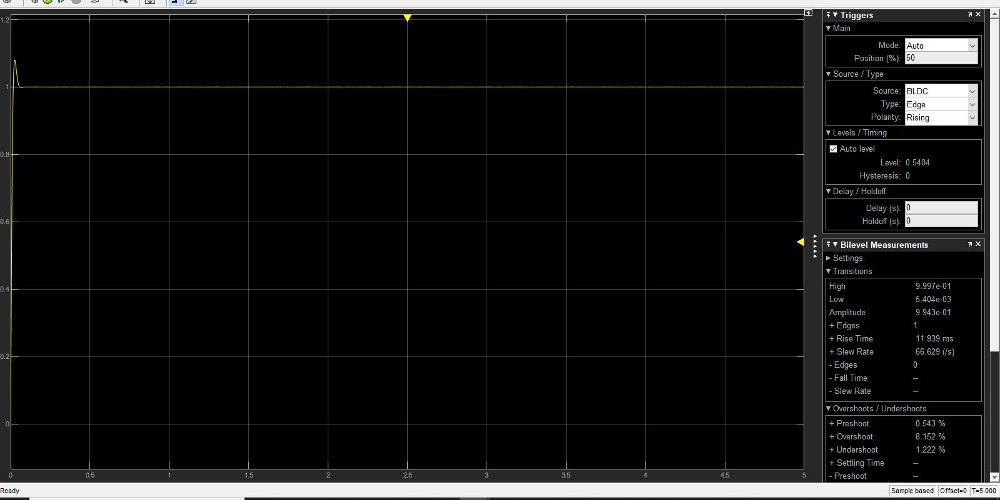 1.2
1
0.8
0.6
0.4
0.2
0
0 0.5 1 1.5 2 2.5 3 3.5 4 4.5 5
Triggers
Main
Mode: Auto
Position (%): 50
Source / Type
Source: BLDC
Type: Edge
Polarity: Rising
Levels / Timing
Auto level
Level: 0.5404
Hysteresis: 0
Delay / Holdoff
Delay (s): 0
Holdoff (s): 0
Bilevel Measurements
Settings
Transitions
High 9.997e-01
Low 5.404e-03
Amplitude 9.943e-01
+ Edges 1
+ Rise Time 11.939 ms
+ Slew Rate 66.629 (/s)
- Edges 0
- Fall Time --
- Slew Rate --
Overshoots / Undershoots
+ Preshoot 0.543 %
+ Overshoot 8.152 %
+ Undershoot 1.222 %
+ Settling Time --
- Preshoot --
Ready
Sample based Offset=0 T=5.000